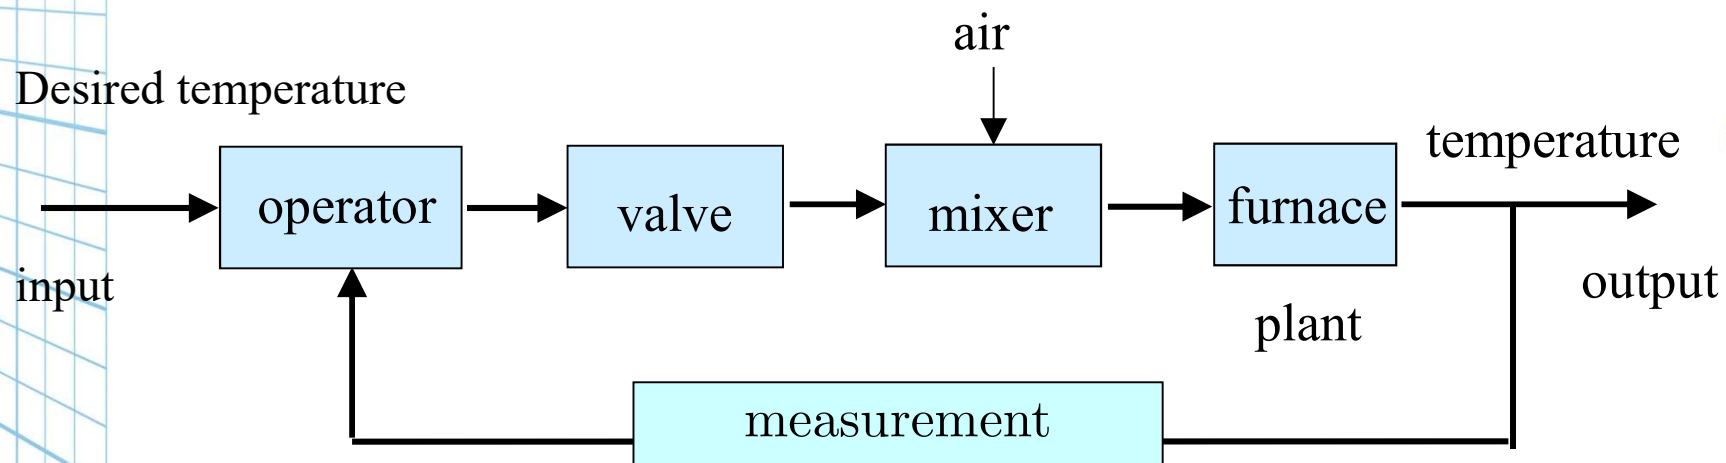 air
Desired temperature
temperature
operator
valve
mixer
furnace
input
output
plant
measurement